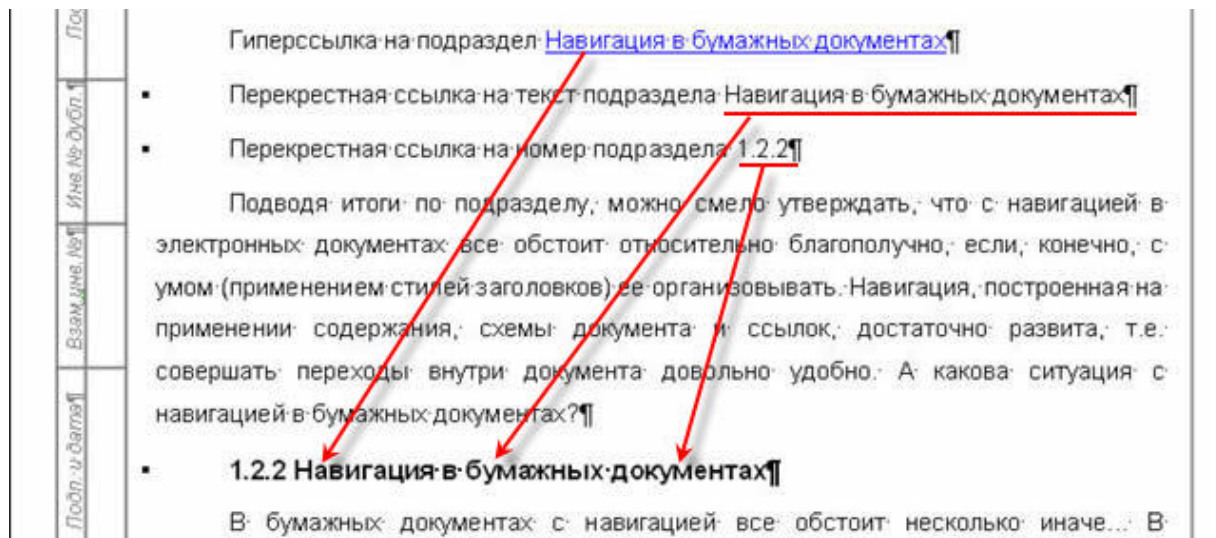 Гиперссылка на подраздел Навигация в бумажных документах¶
▪ Перекрестная ссылка на текст подраздела Навигация в бумажных документах¶
▪ Перекрестная ссылка на номер подраздела 1.2.2¶
Подводя итоги по подразделу, можно смело утверждать, что с навигацией в
электронных документах все обстоит относительно благополучно, если, конечно, с
умом (применением стилей заголовков) ее организовывать. Навигация, построенная на
применении содержания, схемы документа и ссылок, достаточно развита, т.е.
совершать переходы внутри документа довольно удобно. А какова ситуация с
навигацией в бумажных документах?¶
▪ 1.2.2 Навигация в бумажных документах¶
В бумажных документах с навигацией все обстоит несколько иначе... В
Инв.№ дубл.¶
Взам.инв.№¶
Подп. и дата¶